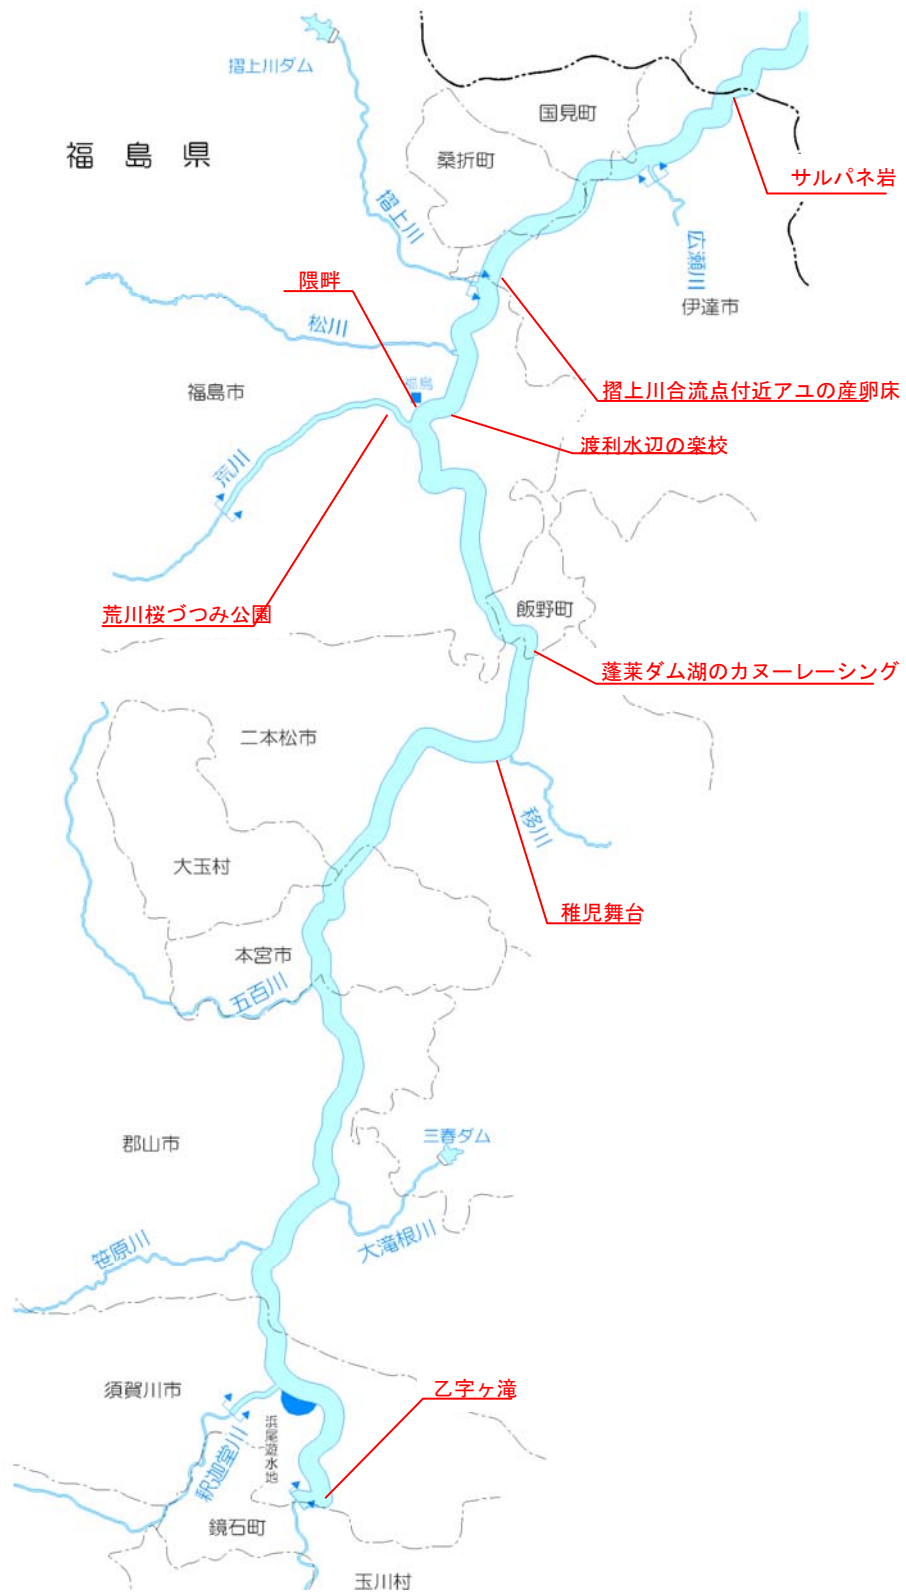 摺上川ダム
国見町
福島県
桑折町
サルパネ岩
摺上川
広瀬川
隈畔
伊達市
松川
福島
福島市
摺上川合流点付近アユの産卵床
渡利水辺の楽校
荒川
荒川桜づつみ公園
飯野町
蓬莱ダム湖のカヌーレーシング
二本松市
移川
大玉村
稚児舞台
本宮市
五百川
郡山市
三春ダム
大滝根川
笹原川
須賀川市
乙字ヶ滝
浜尾遊水地
釈迦堂川
鏡石町
玉川村